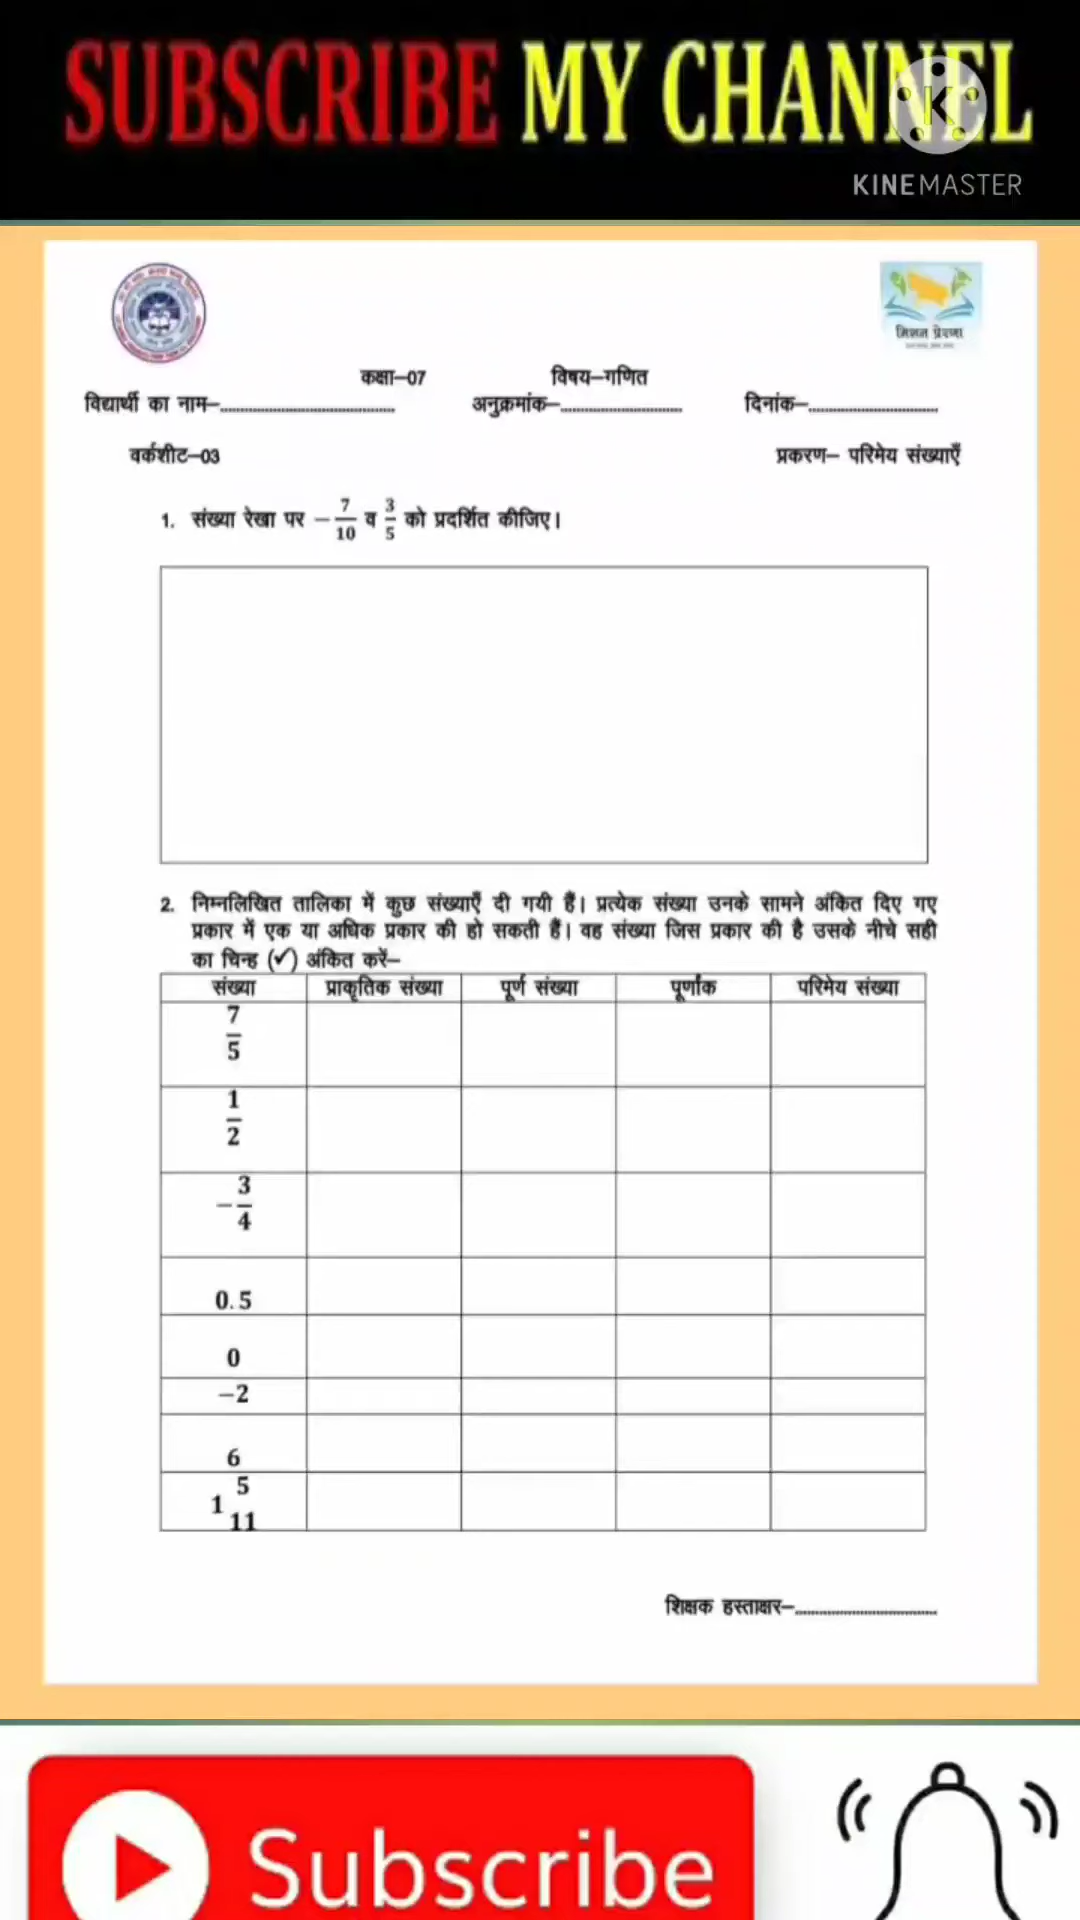 SUBSCRIBE MY CHANNEL
KINEMASTER
मिशन प्रेरणा
कक्षा–07 विषय–गणित
विद्यार्थी का नाम–........................ अनुक्रमांक–........................ दिनांक–........................
वर्कशीट–03 प्रकरण– परिमेय संख्याएँ
1. संख्या रेखा पर −7/10 व 3/5 को प्रदर्शित कीजिए।
2. निम्नलिखित तालिका में कुछ संख्याएँ दी गयी हैं। प्रत्येक संख्या उनके सामने अंकित दिए गए
प्रकार में एक या अधिक प्रकार की हो सकती हैं। वह संख्या जिस प्रकार की है उसके नीचे सही
का चिन्ह (✓) अंकित करें–
संख्या प्राकृतिक संख्या पूर्ण संख्या पूर्णांक परिमेय संख्या
7/5
1/2
−3/4
0.5
0
−2
6
1 5/11
शिक्षक हस्ताक्षर–........................
Subscribe